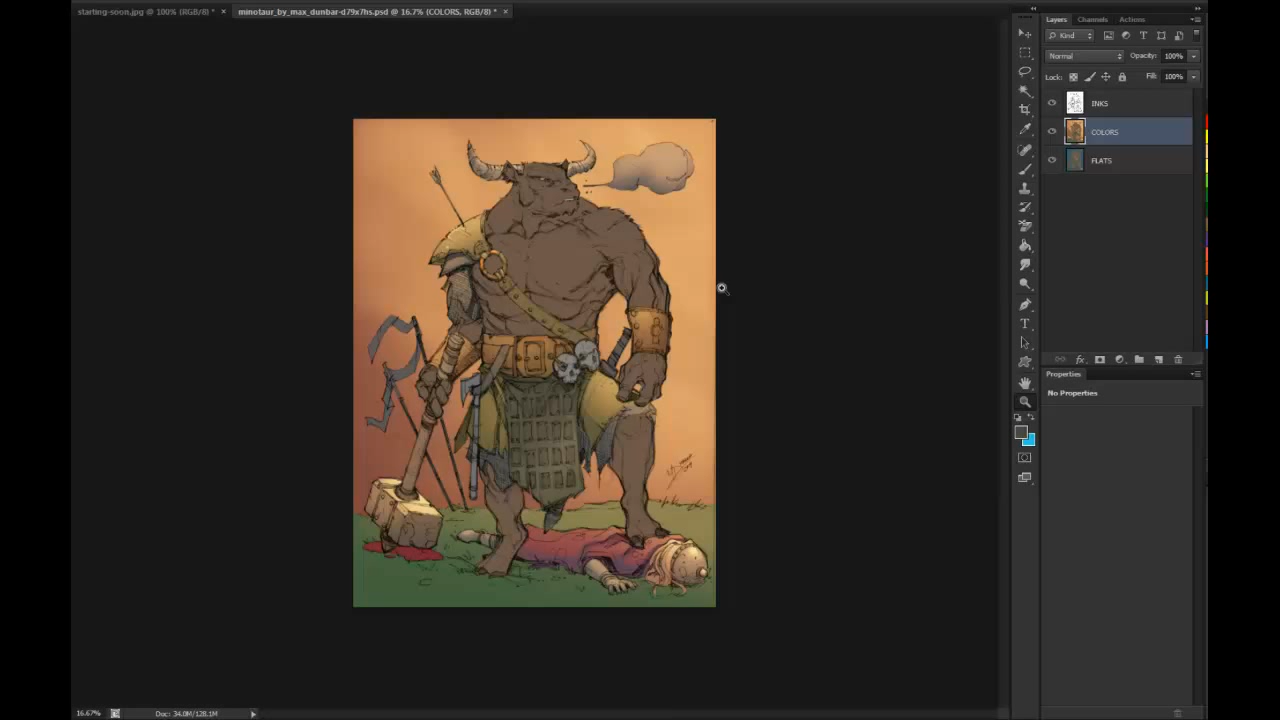 starting-soon.jpg @ 100% (RGB/8) * ×
minotaur_by_max_dunbar-d79x7hs.psd @ 16.7% (COLORS, RGB/8) * ×
Layers Channels Actions
Kind
Normal Opacity: 100%
Lock: Fill: 100%
INKS
COLORS
FLATS
fx
Properties
No Properties
16.67% Doc: 34.0M/128.1M